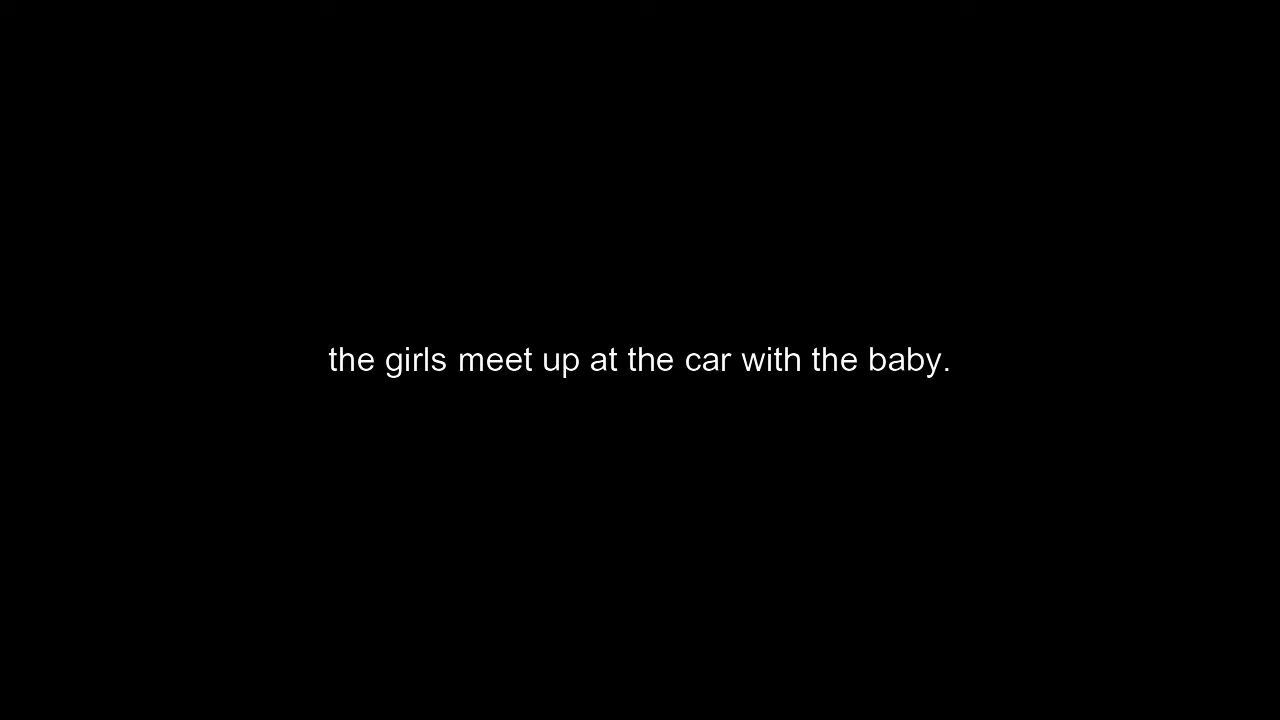 the girls meet up at the car with the baby.